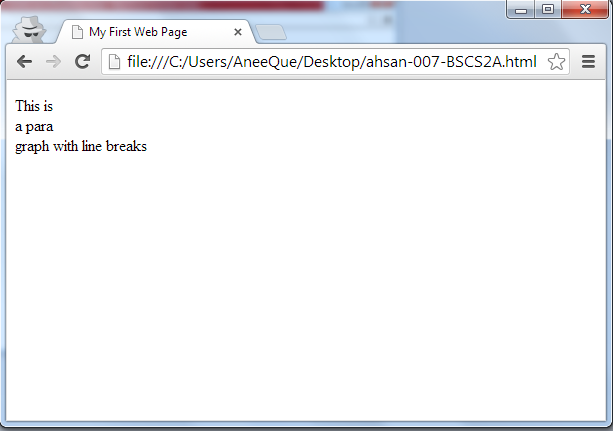 My First Web Page
file:///C:/Users/AneeQue/Desktop/ahsan-007-BSCS2A.html
This is
a para
graph with line breaks